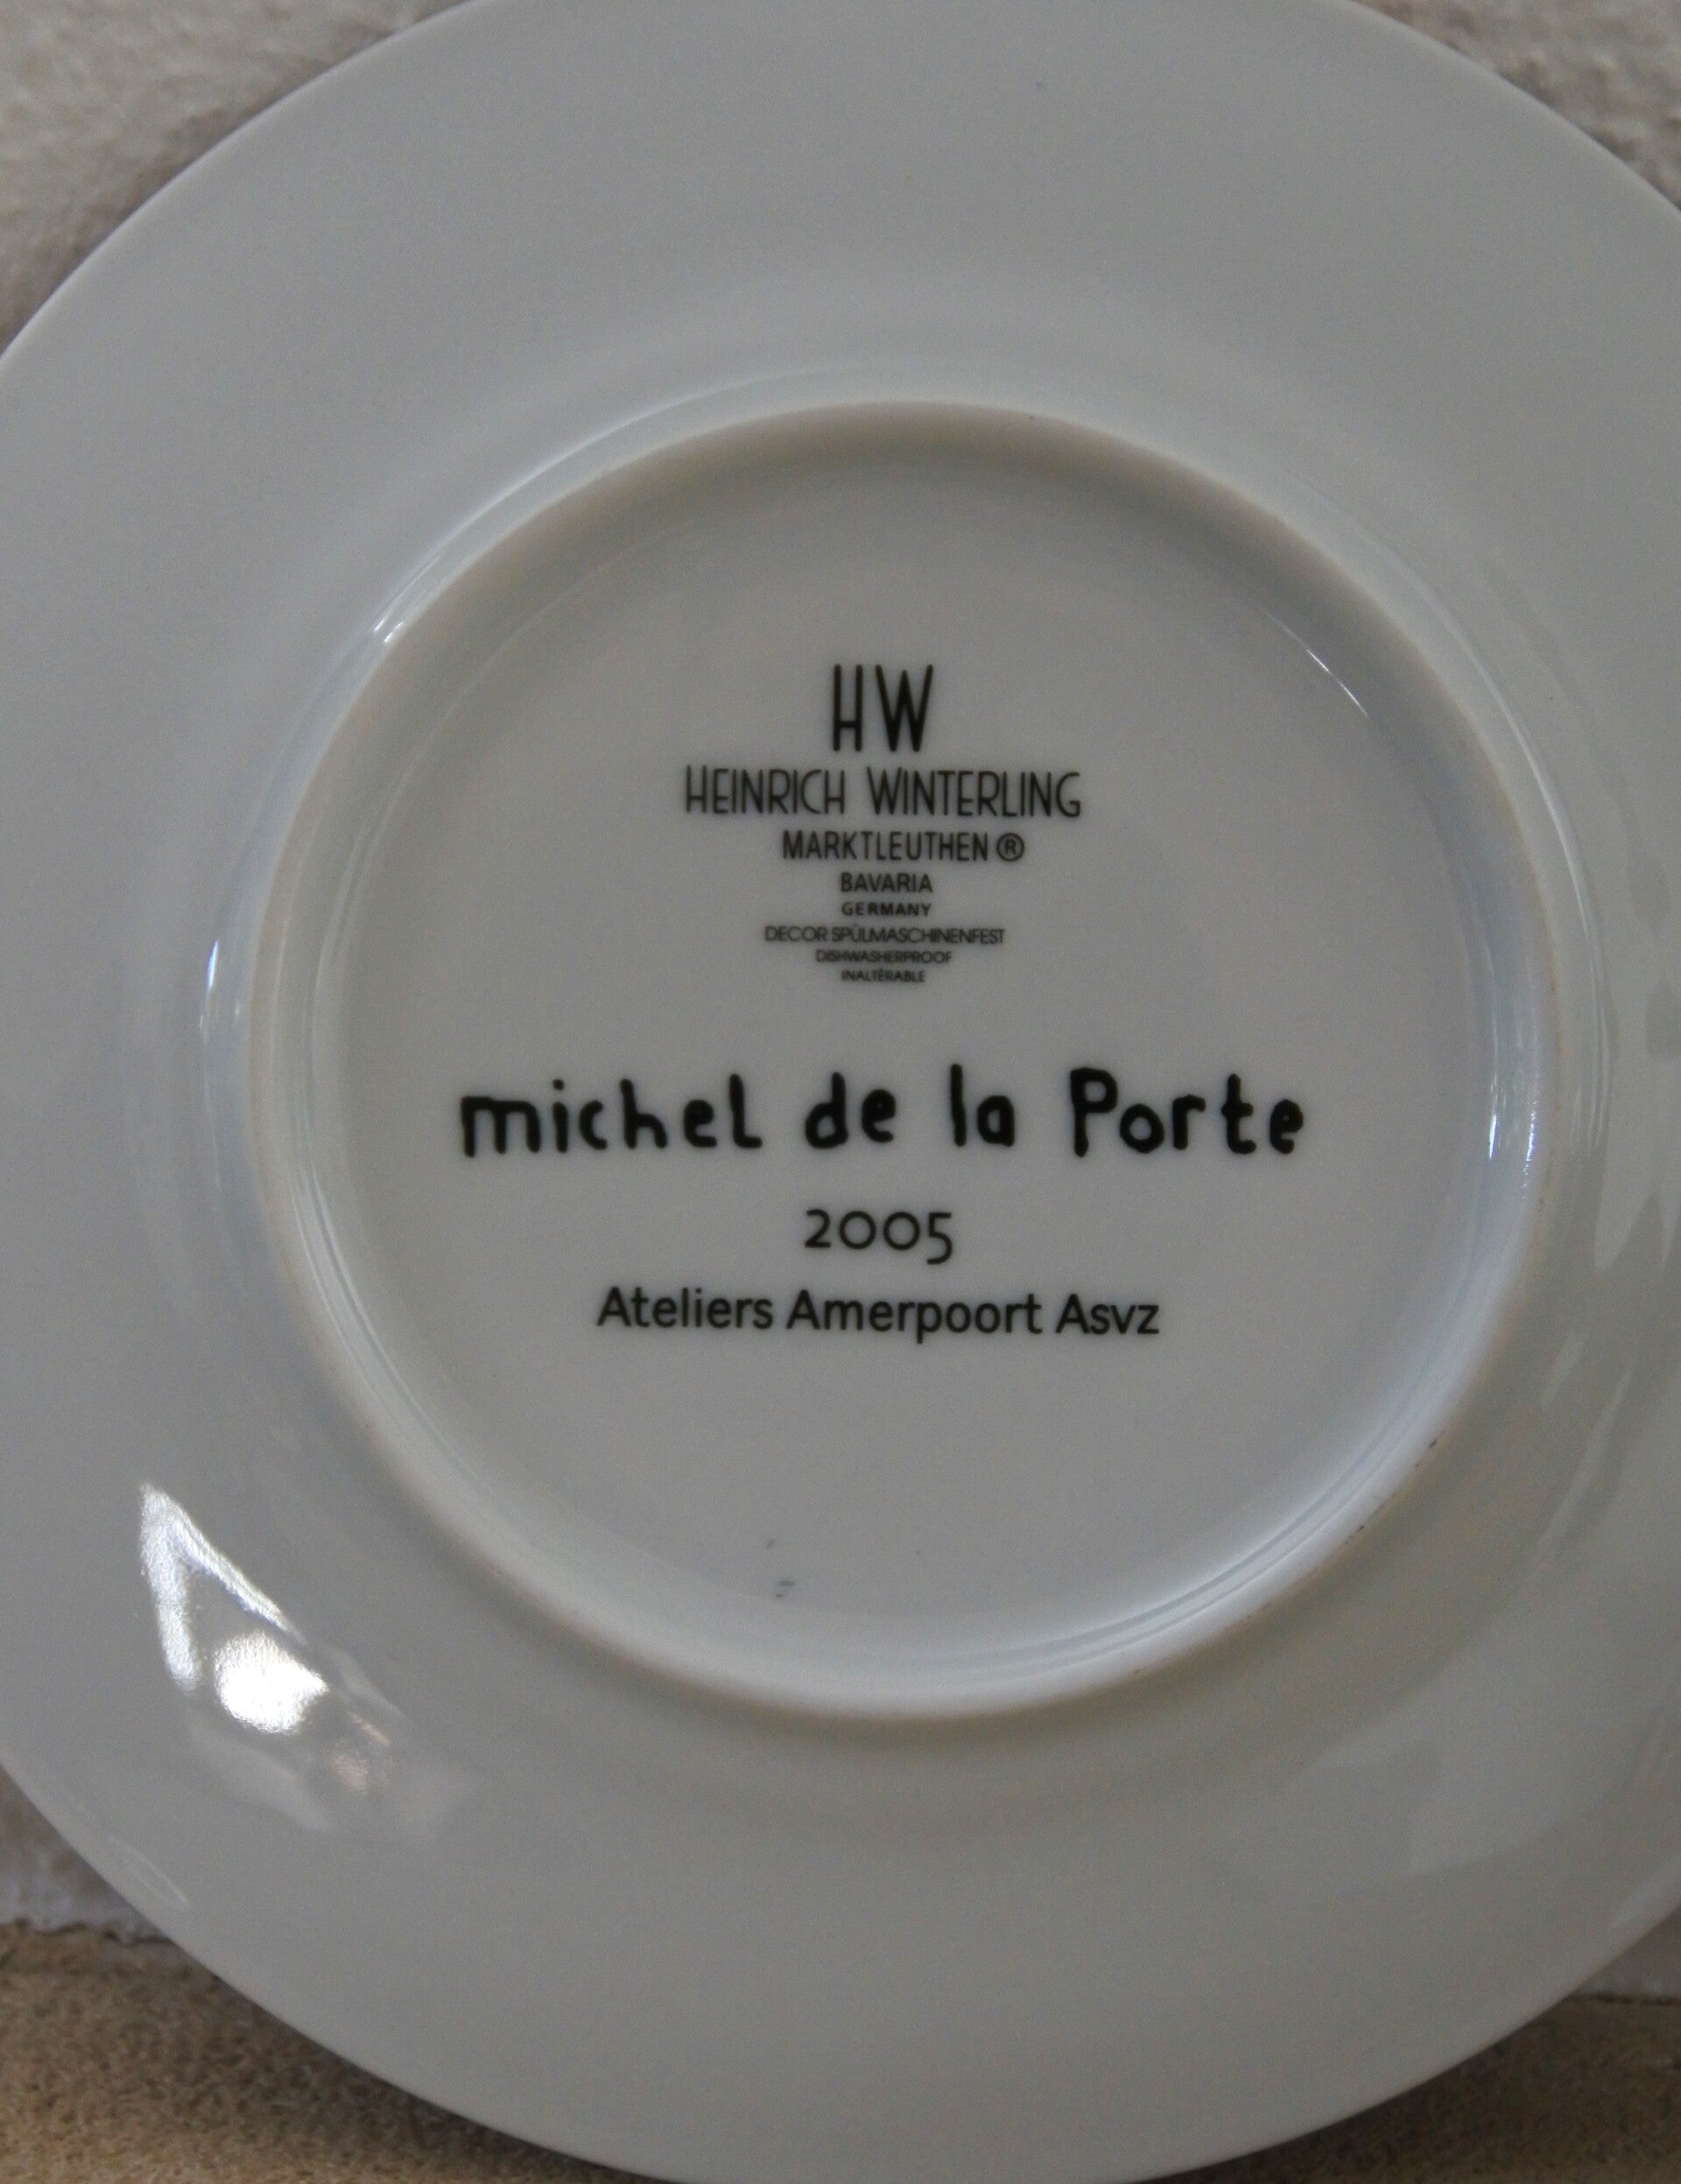 HW
HEINRICH WINTERLING
MARKTLEUTHEN ®
BAVARIA
GERMANY
DECOR SPÜLMASCHINENFEST
DISHWASHERPROOF
INALTÉRABLE
michel de la Porte
2005
Ateliers Amerpoort Asvz